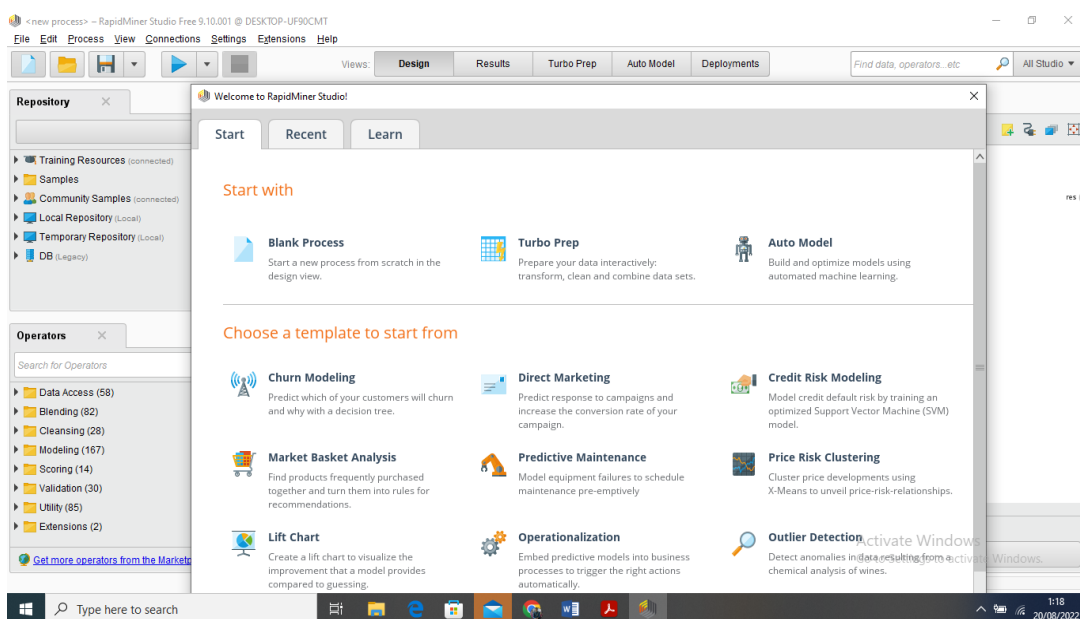 <new process> – RapidMiner Studio Free 9.10.001 @ DESKTOP-UF90CMT
File Edit Process View Connections Settings Extensions Help
Views: Design Results Turbo Prep Auto Model Deployments Find data, operators...etc All Studio
Repository
Training Resources (connected)
Samples
Community Samples (connected)
Local Repository (Local)
Temporary Repository (Local)
DB (Legacy)
Operators
Search for Operators
Data Access (58)
Blending (82)
Cleansing (28)
Modeling (167)
Scoring (14)
Validation (30)
Utility (85)
Extensions (2)
Get more operators from the Marketp
Welcome to RapidMiner Studio!
Start Recent Learn
Start with
Blank Process
Start a new process from scratch in the
design view.
Turbo Prep
Prepare your data interactively:
transform, clean and combine data sets.
Auto Model
Build and optimize models using
automated machine learning.
Choose a template to start from
Churn Modeling
Predict which of your customers will churn
and why with a decision tree.
Direct Marketing
Predict response to campaigns and
increase the conversion rate of your
campaign.
Credit Risk Modeling
Model credit default risk by training an
optimized Support Vector Machine (SVM)
model.
Market Basket Analysis
Find products frequently purchased
together and turn them into rules for
recommendations.
Predictive Maintenance
Model equipment failures to schedule
maintenance pre-emptively
Price Risk Clustering
Cluster price developments using
X-Means to unveil price-risk-relationships.
Lift Chart
Create a lift chart to visualize the
improvement that a model provides
compared to guessing.
Operationalization
Embed predictive models into business
processes to trigger the right actions
automatically.
Outlier Detection
Detect anomalies in data resulting from a
chemical analysis of wines.
res
Activate Windows
Go to Settings to activate Windows.
Type here to search
1:18
20/08/2022